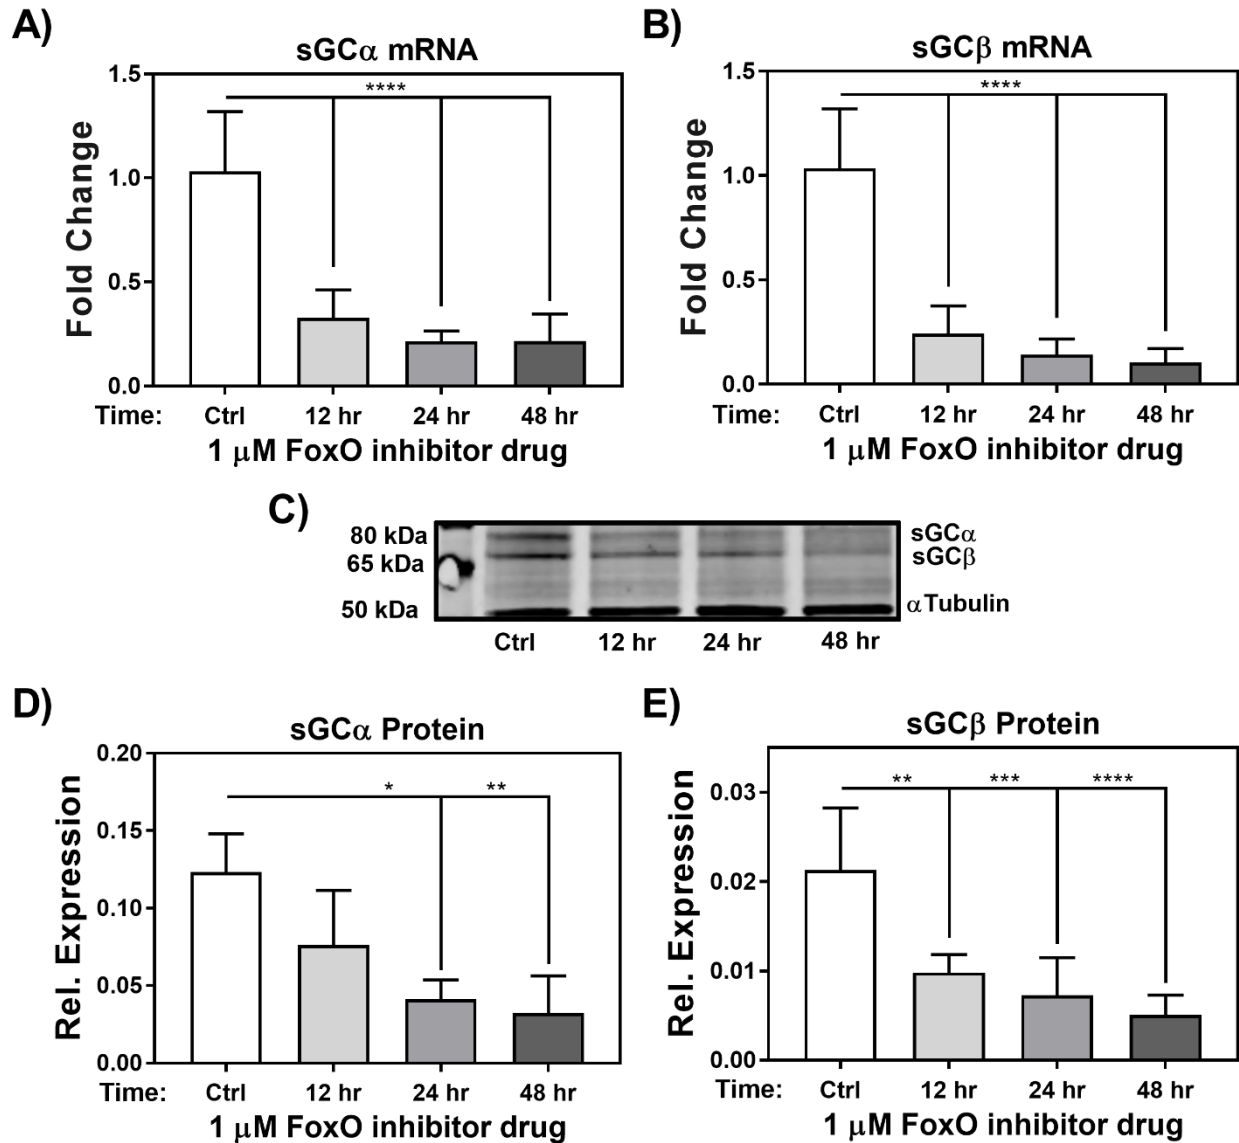 A)
sGCα mRNA
Fold Change
1.5
1.0
0.5
0.0
****
Time: Ctrl 12 hr 24 hr 48 hr
1 μM FoxO inhibitor drug
B)
sGCβ mRNA
Fold Change
1.5
1.0
0.5
0.0
****
Time: Ctrl 12 hr 24 hr 48 hr
1 μM FoxO inhibitor drug
C)
80 kDa
65 kDa
50 kDa
sGCα
sGCβ
αTubulin
Ctrl 12 hr 24 hr 48 hr
D)
sGCα Protein
Rel. Expression
0.20
0.15
0.10
0.05
0.00
* **
Time: Ctrl 12 hr 24 hr 48 hr
1 μM FoxO inhibitor drug
E)
sGCβ Protein
Rel. Expression
0.03
0.02
0.01
0.00
** *** ****
Time: Ctrl 12 hr 24 hr 48 hr
1 μM FoxO inhibitor drug